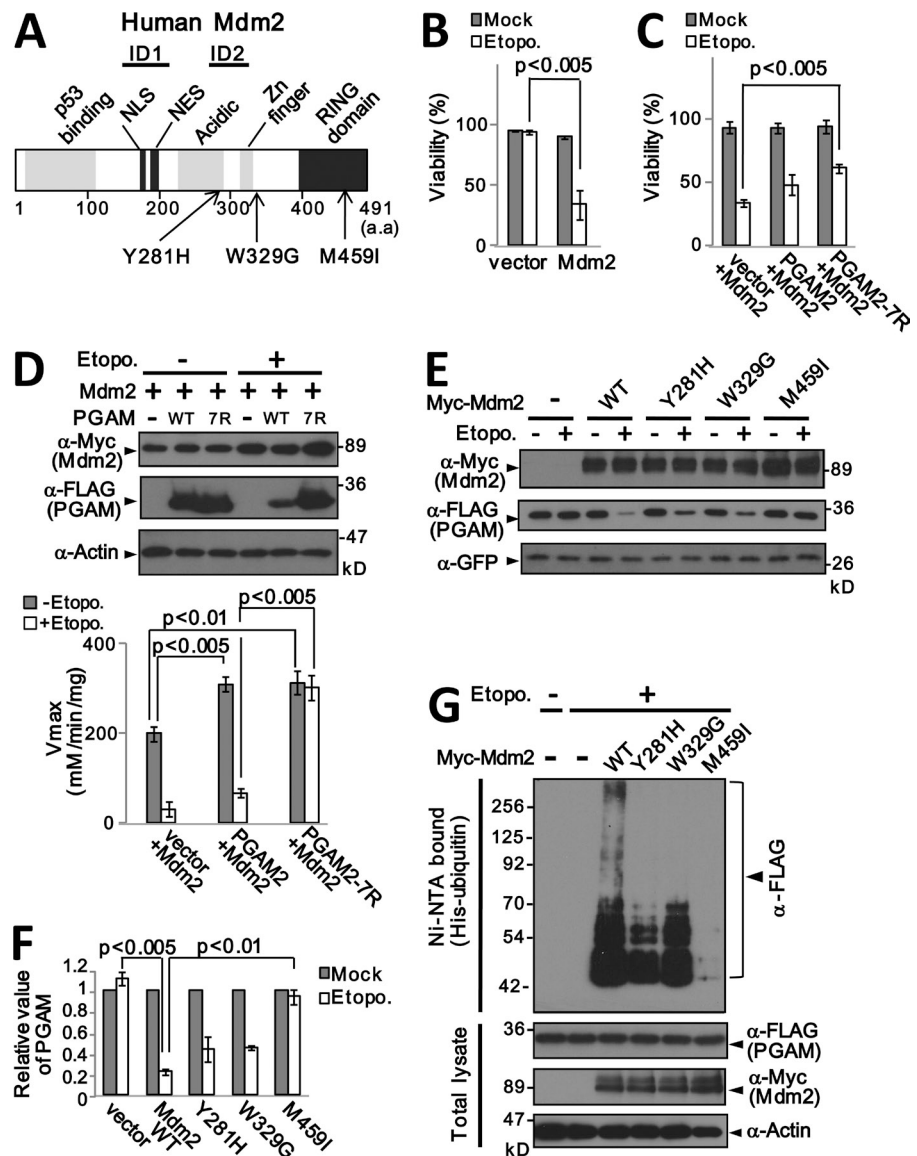 A
Human Mdm2
ID1 ID2
p53 binding
NLS
NES
Acidic
Zn finger
RING domain
1 100 200 300 400 491
(a.a)
Y281H W329G M459I
B
Mock
Etopo.
p<0.005
Viability (%)
100
50
0
vector Mdm2
C
Mock
Etopo.
p<0.005
Viability (%)
100
50
0
vector +Mdm2
PGAM2 +Mdm2
PGAM2-7R +Mdm2
D
Etopo. - +
Mdm2 + + + + + +
PGAM - WT 7R - WT 7R
α-Myc (Mdm2)
-89
α-FLAG (PGAM)
-36
α-Actin
-47
kD
-Etopo.
+Etopo.
p<0.005
p<0.01
p<0.005
Vmax (mM/min/mg)
400
200
0
vector +Mdm2
PGAM2 +Mdm2
PGAM2-7R +Mdm2
E
Myc-Mdm2 - WT Y281H W329G M459I
Etopo. - + - + - + - + - +
α-Myc (Mdm2)
-89
α-FLAG (PGAM)
-36
α-GFP
-26
kD
F
p<0.005 p<0.01
Mock
Etopo.
Relative value of PGAM
1.2
1
0.8
0.6
0.4
0.2
0
vector
Mdm2 WT
Y281H
W329G
M459I
G
Etopo. - +
Myc-Mdm2 - - WT Y281H W329G M459I
Ni-NTA bound (His-ubiquitin)
256-
125-
92-
70-
54-
42-
α-FLAG
Total lysate
36-
α-FLAG (PGAM)
89-
α-Myc (Mdm2)
47-
α-Actin
kD